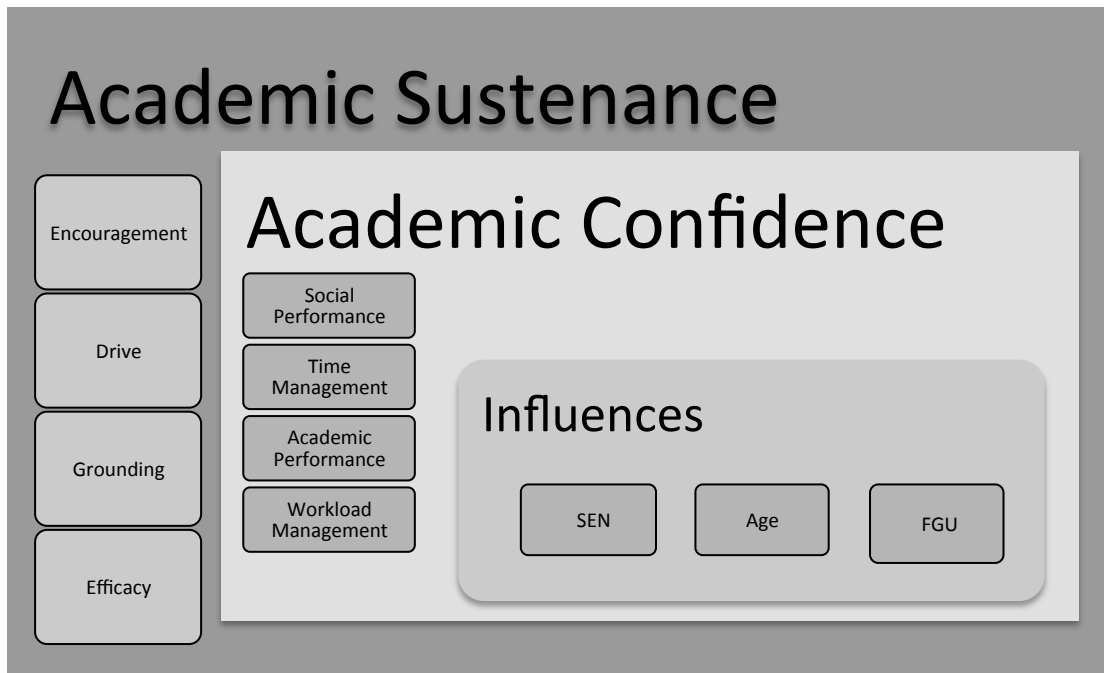 Academic Sustenance
Encouragement
Drive
Grounding
Efficacy
Academic Confidence
Social
Performance
Time
Management
Academic
Performance
Workload
Management
Influences
SEN
Age
FGU